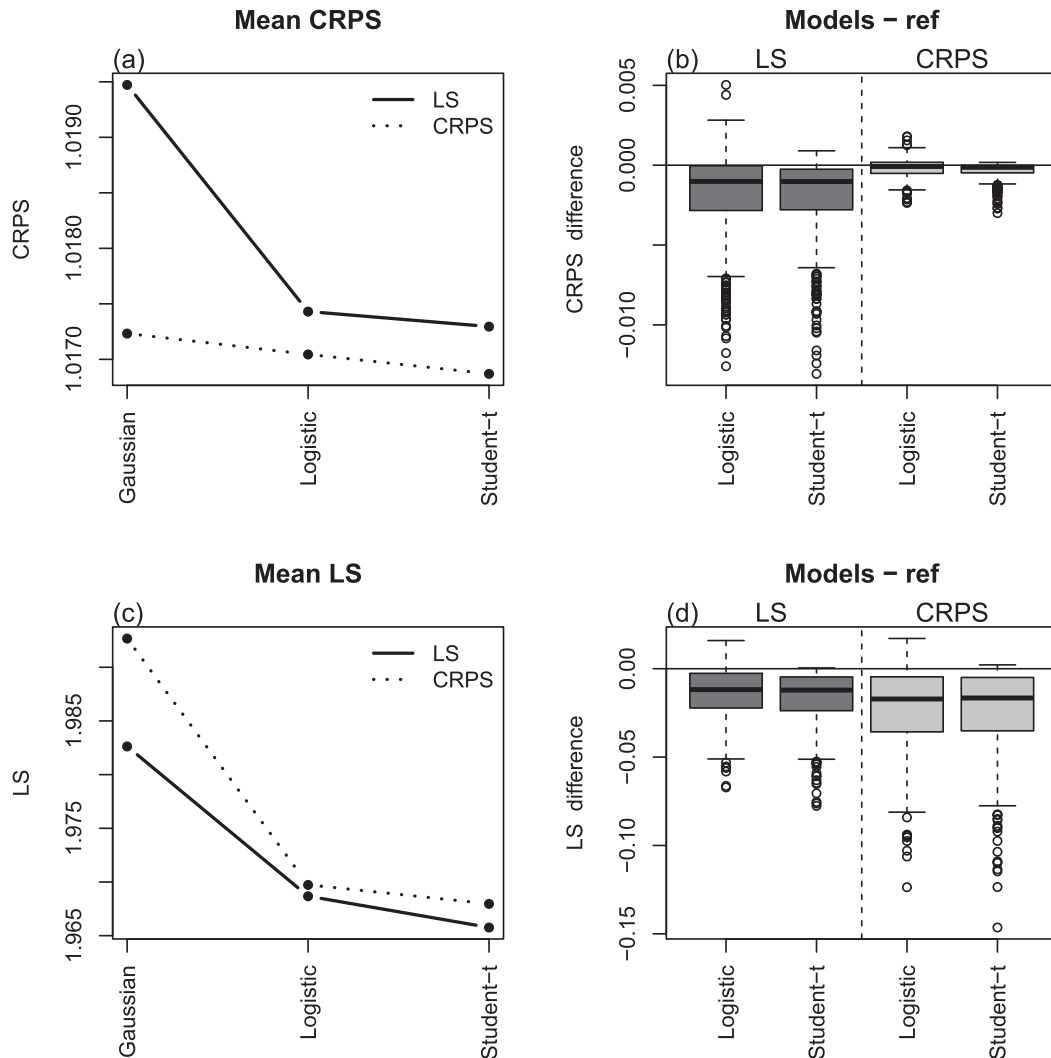 Mean CRPS
(a)
LS
CRPS
CRPS
1.0190
1.0180
1.0170
Gaussian
Logistic
Student−t
Models − ref
(b)
LS
CRPS
CRPS difference
0.005
0.000
−0.010
Logistic
Student−t
Logistic
Student−t
Mean LS
(c)
LS
CRPS
LS
1.985
1.975
1.965
Gaussian
Logistic
Student−t
Models − ref
(d)
LS
CRPS
LS difference
0.00
−0.05
−0.10
−0.15
Logistic
Student−t
Logistic
Student−t